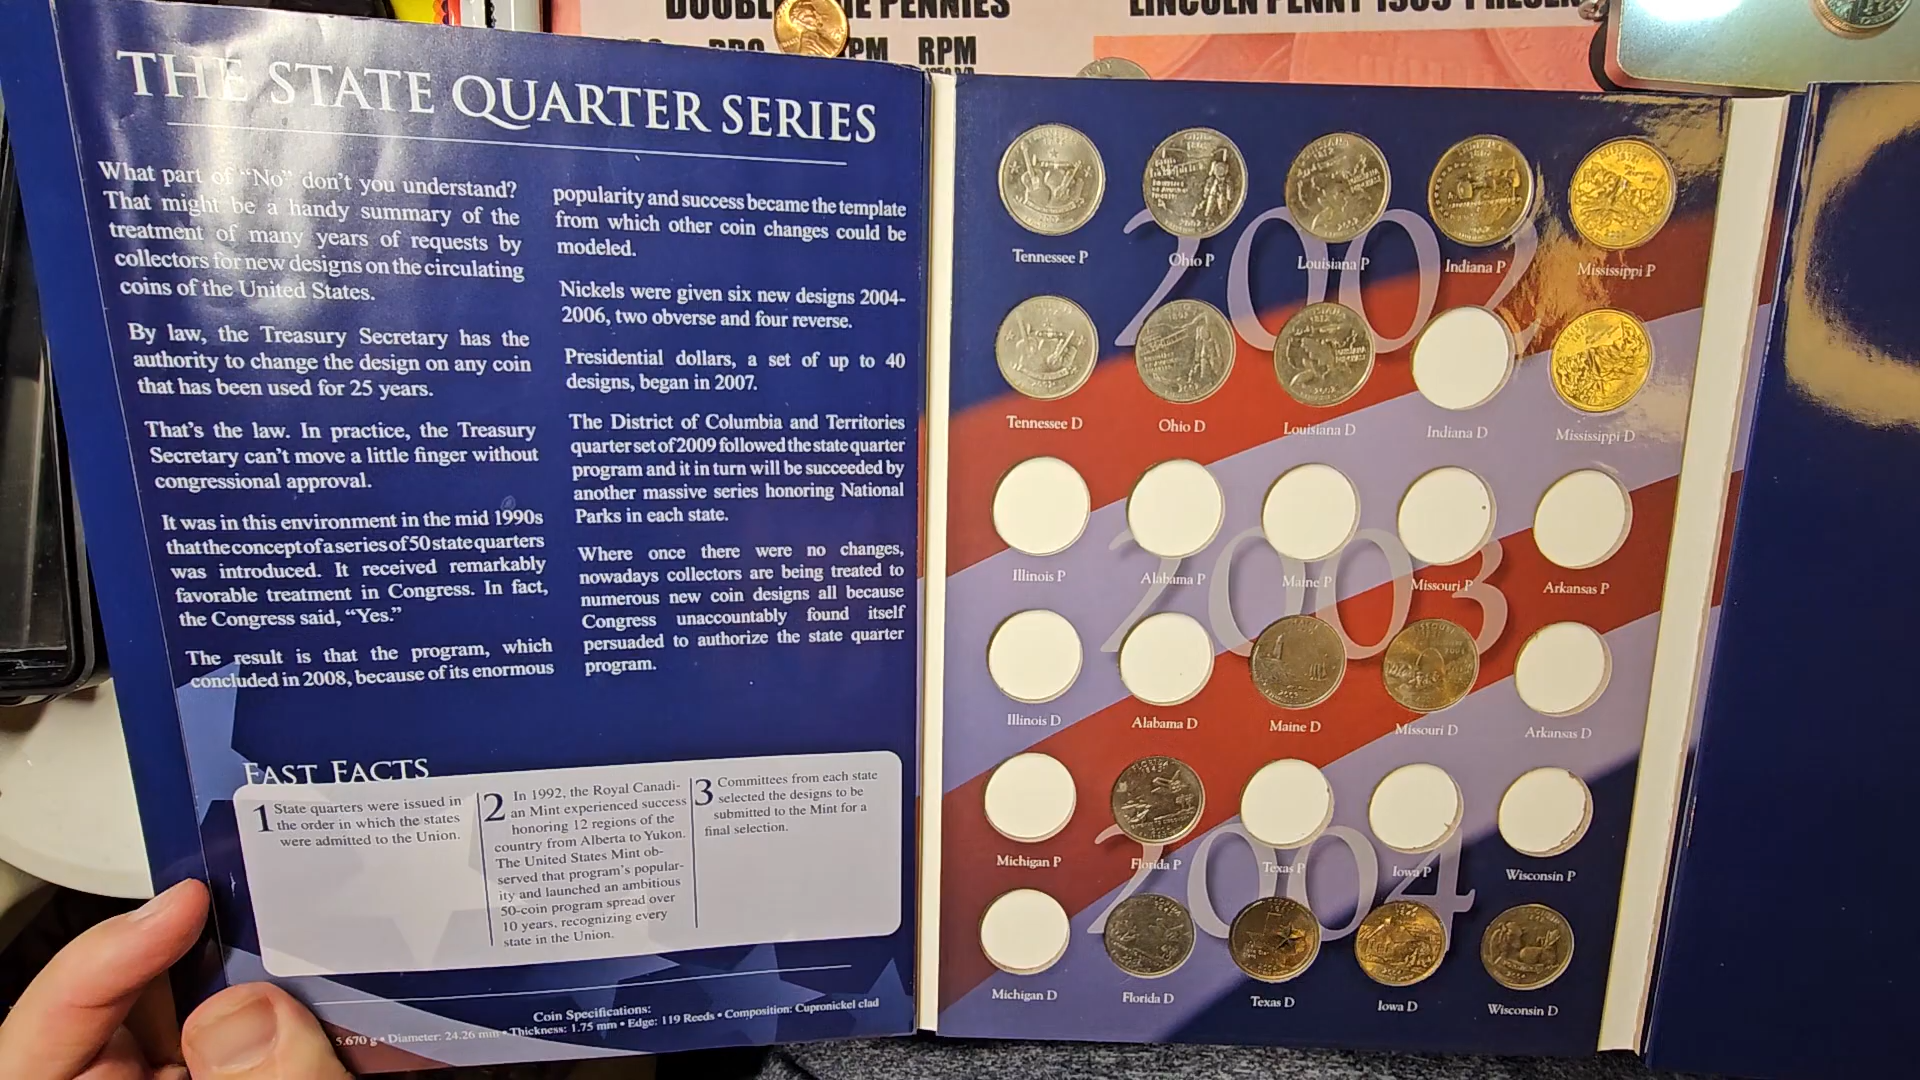 PENNIES
LINCOLN PENNY
RPM
THE STATE QUARTER SERIES
What part of “No” don’t you understand?
That might be a handy summary of the
treatment of many years of requests by
collectors for new designs on the circulating
coins of the United States.
By law, the Treasury Secretary has the
authority to change the design on any coin
that has been used for 25 years.
That’s the law. In practice, the Treasury
Secretary can’t move a little finger without
congressional approval.
It was in this environment in the mid 1990s
that the concept of a series of 50 state quarters
was introduced. It received remarkably
favorable treatment in Congress. In fact,
the Congress said, “Yes.”
The result is that the program, which
concluded in 2008, because of its enormous
popularity and success became the template
from which other coin changes could be
modeled.
Nickels were given six new designs 2004-
2006, two obverse and four reverse.
Presidential dollars, a set of up to 40
designs, began in 2007.
The District of Columbia and Territories
quarter set of 2009 followed the state quarter
program and it in turn will be succeeded by
another massive series honoring National
Parks in each state.
Where once there were no changes,
nowadays collectors are being treated to
numerous new coin designs all because
Congress unaccountably found itself
persuaded to authorize the state quarter
program.
FAST FACTS
1 State quarters were issued in
the order in which the states
were admitted to the Union.
2 In 1992, the Royal Canadi-
an Mint experienced success
honoring 12 regions of the
country from Alberta to Yukon.
The United States Mint ob-
served that program’s popular-
ity and launched an ambitious
50-coin program spread over
10 years, recognizing every
state in the Union.
3 Committees from each state
selected the designs to be
submitted to the Mint for a
final selection.
Coin Specifications:
5.670 g • Diameter: 24.26 mm • Thickness: 1.75 mm • Edge: 119 Reeds • Composition: Cupronickel clad
2002
Tennessee P Ohio P Louisiana P Indiana P Mississippi P
Tennessee D Ohio D Louisiana D Indiana D Mississippi D
2003
Illinois P Alabama P Maine P Missouri P Arkansas P
Illinois D Alabama D Maine D Missouri D Arkansas D
2004
Michigan P Florida P Texas P Iowa P Wisconsin P
Michigan D Florida D Texas D Iowa D Wisconsin D